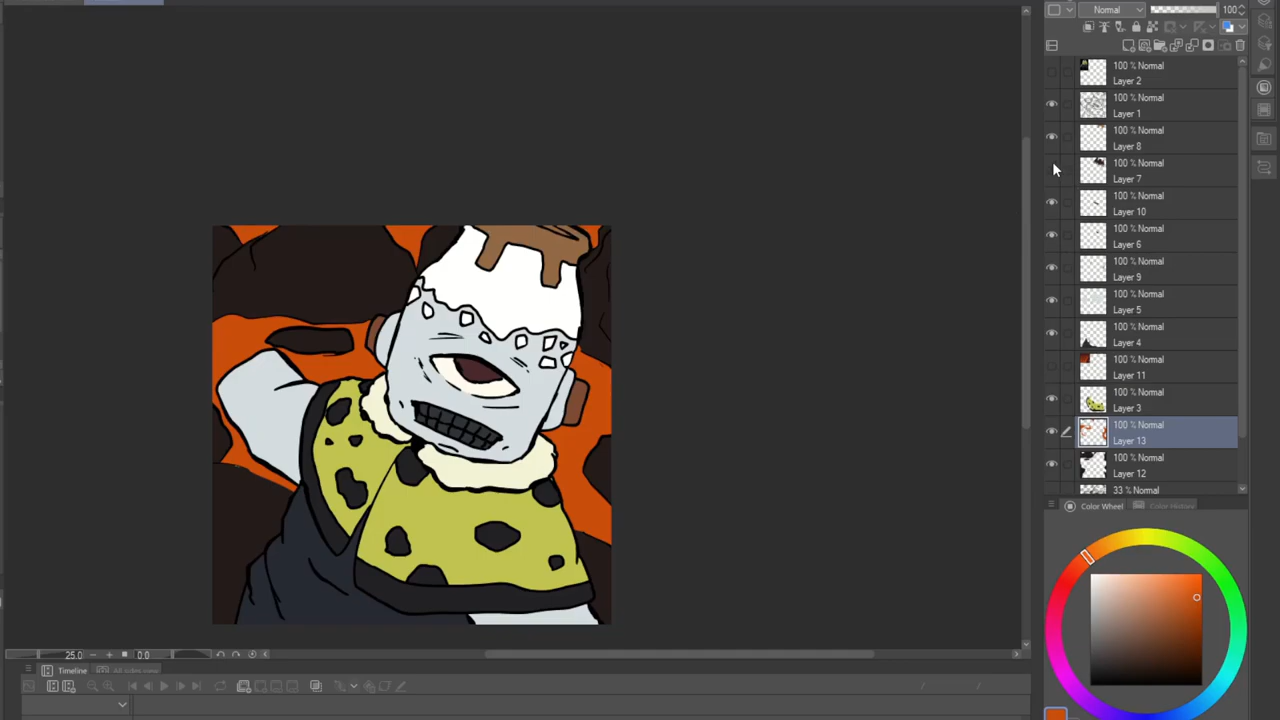 Normal 100
100 % Normal
Layer 2
100 % Normal
Layer 1
100 % Normal
Layer 8
100 % Normal
Layer 7
100 % Normal
Layer 10
100 % Normal
Layer 6
100 % Normal
Layer 9
100 % Normal
Layer 5
100 % Normal
Layer 4
100 % Normal
Layer 11
100 % Normal
Layer 3
100 % Normal
Layer 13
100 % Normal
Layer 12
33 % Normal
Color Wheel Color History
25.0 0.0
Timeline All sides view